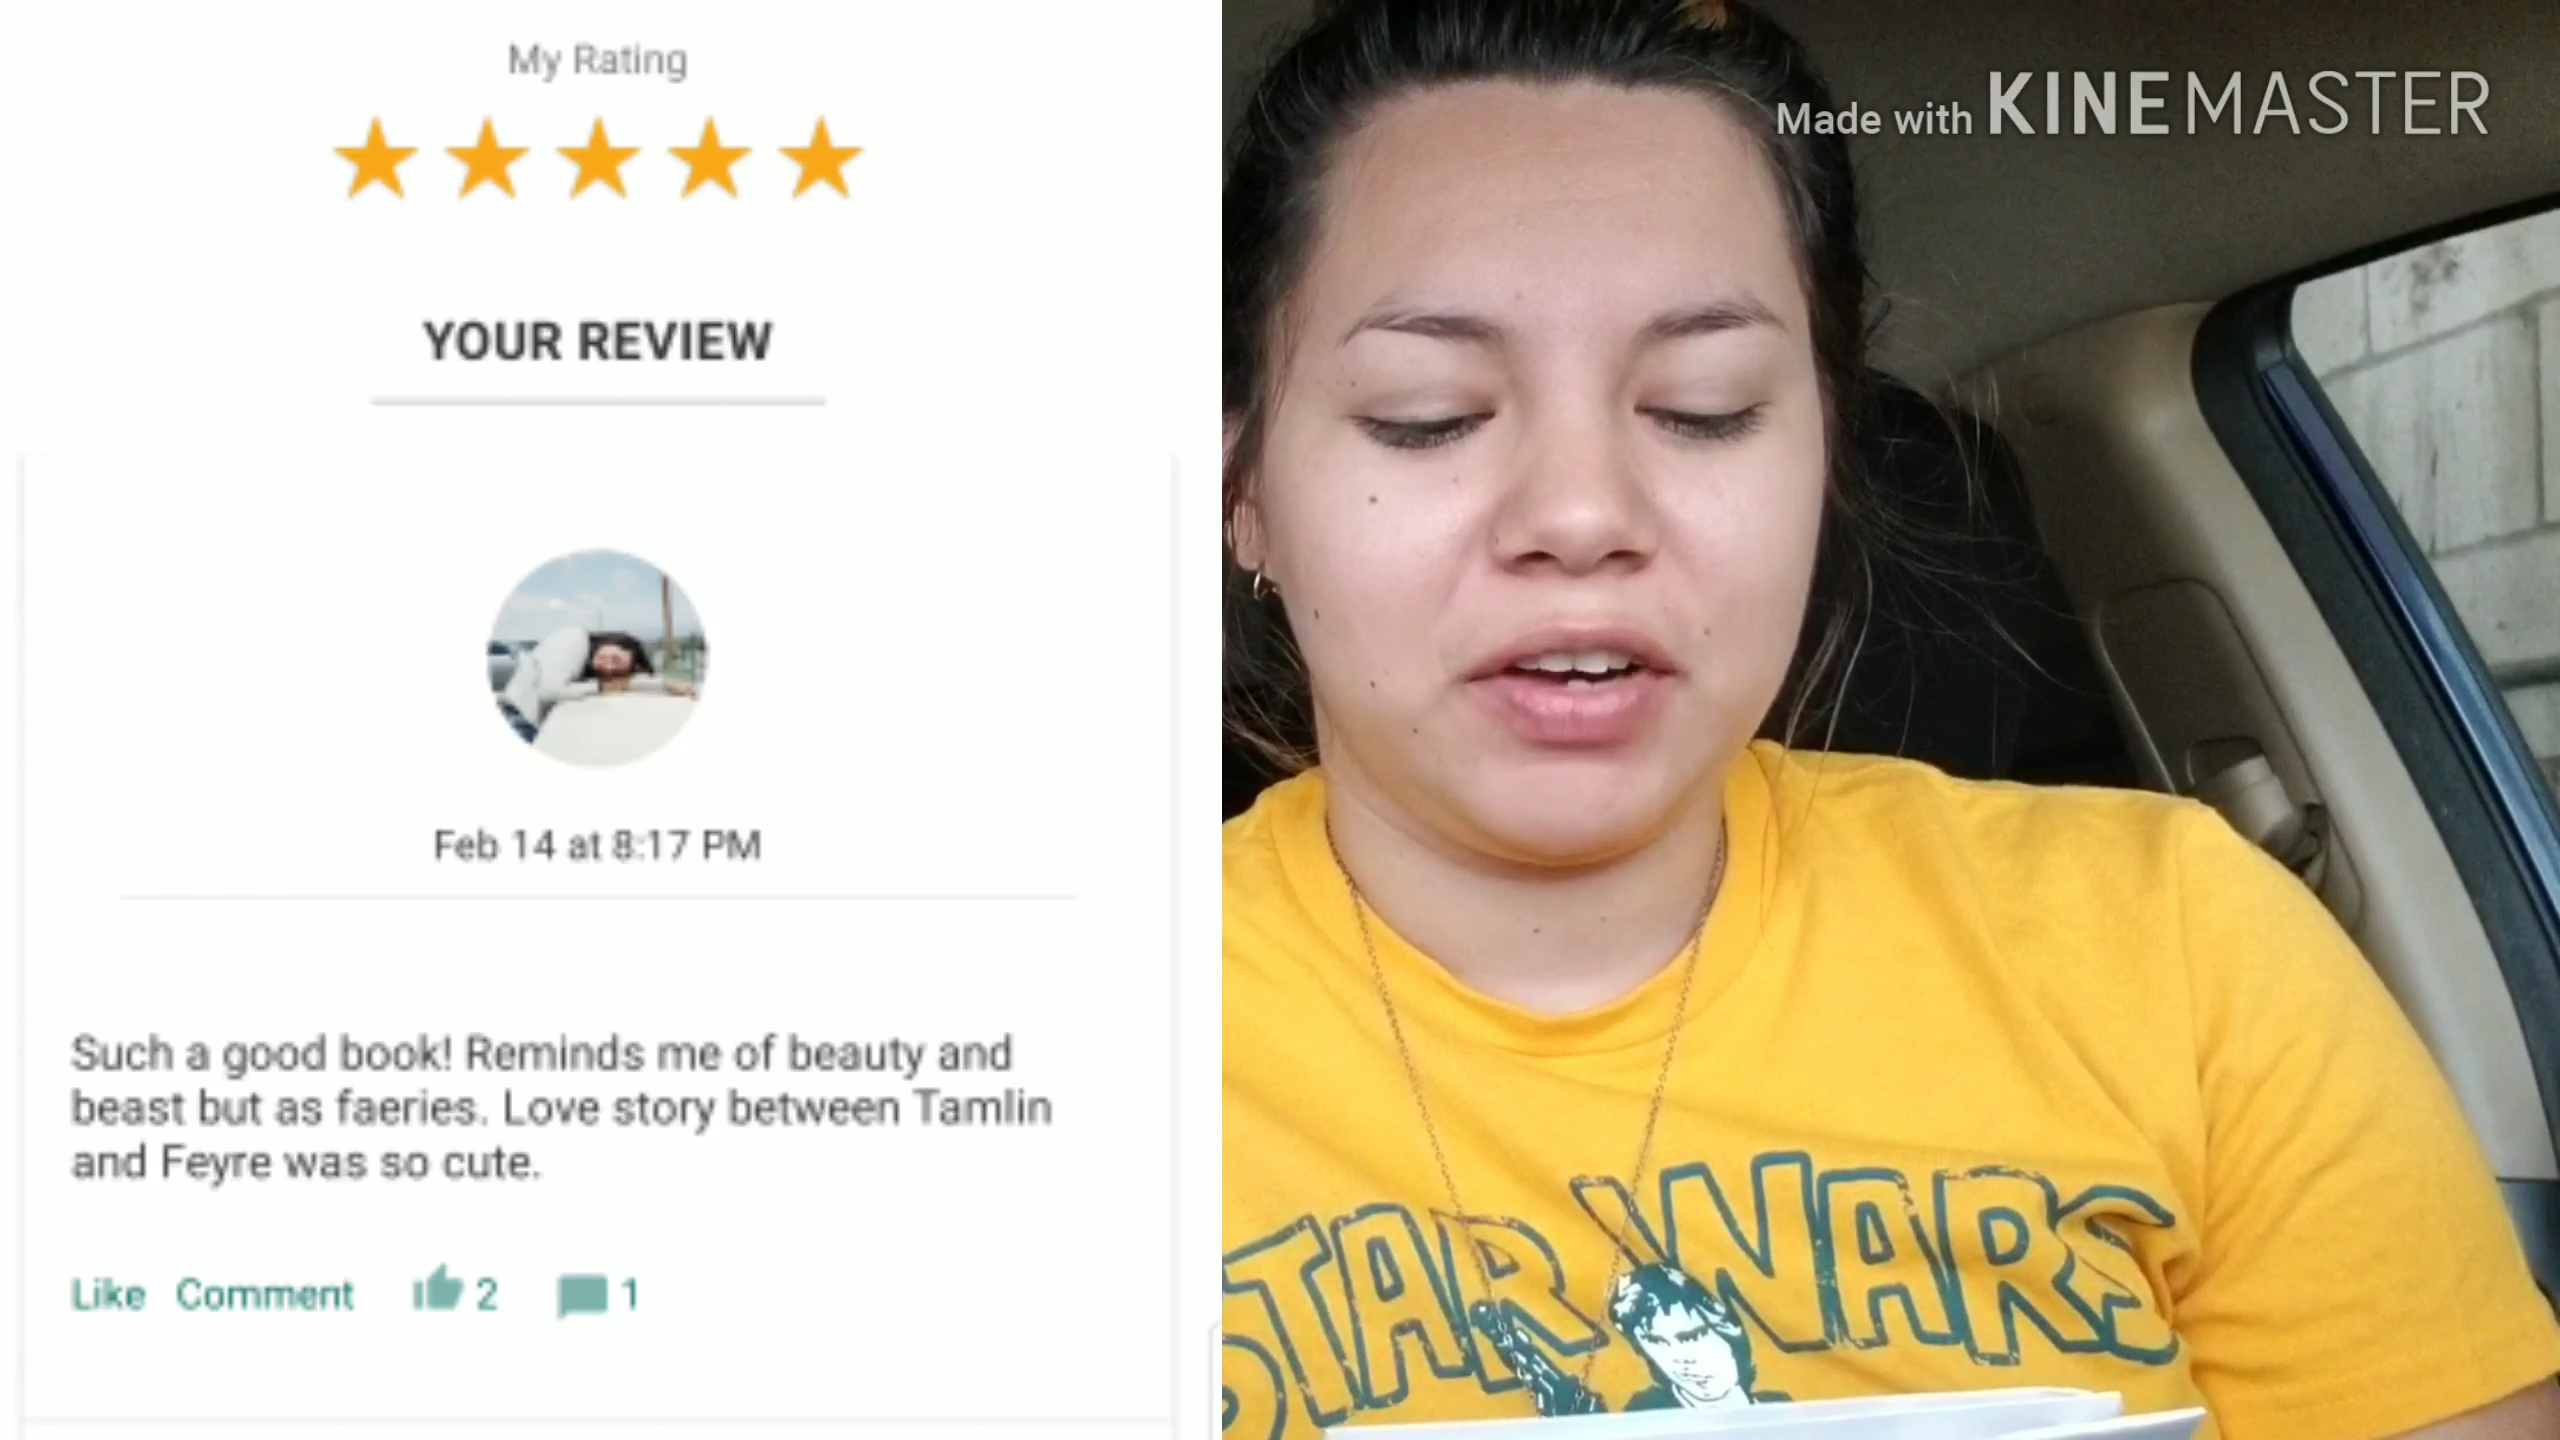 My Rating
YOUR REVIEW
Feb 14 at 8:17 PM
Such a good book! Reminds me of beauty and
beast but as faeries. Love story between Tamlin
and Feyre was so cute.
Like Comment 2 1
Made with KINEMASTER
STAR WARS